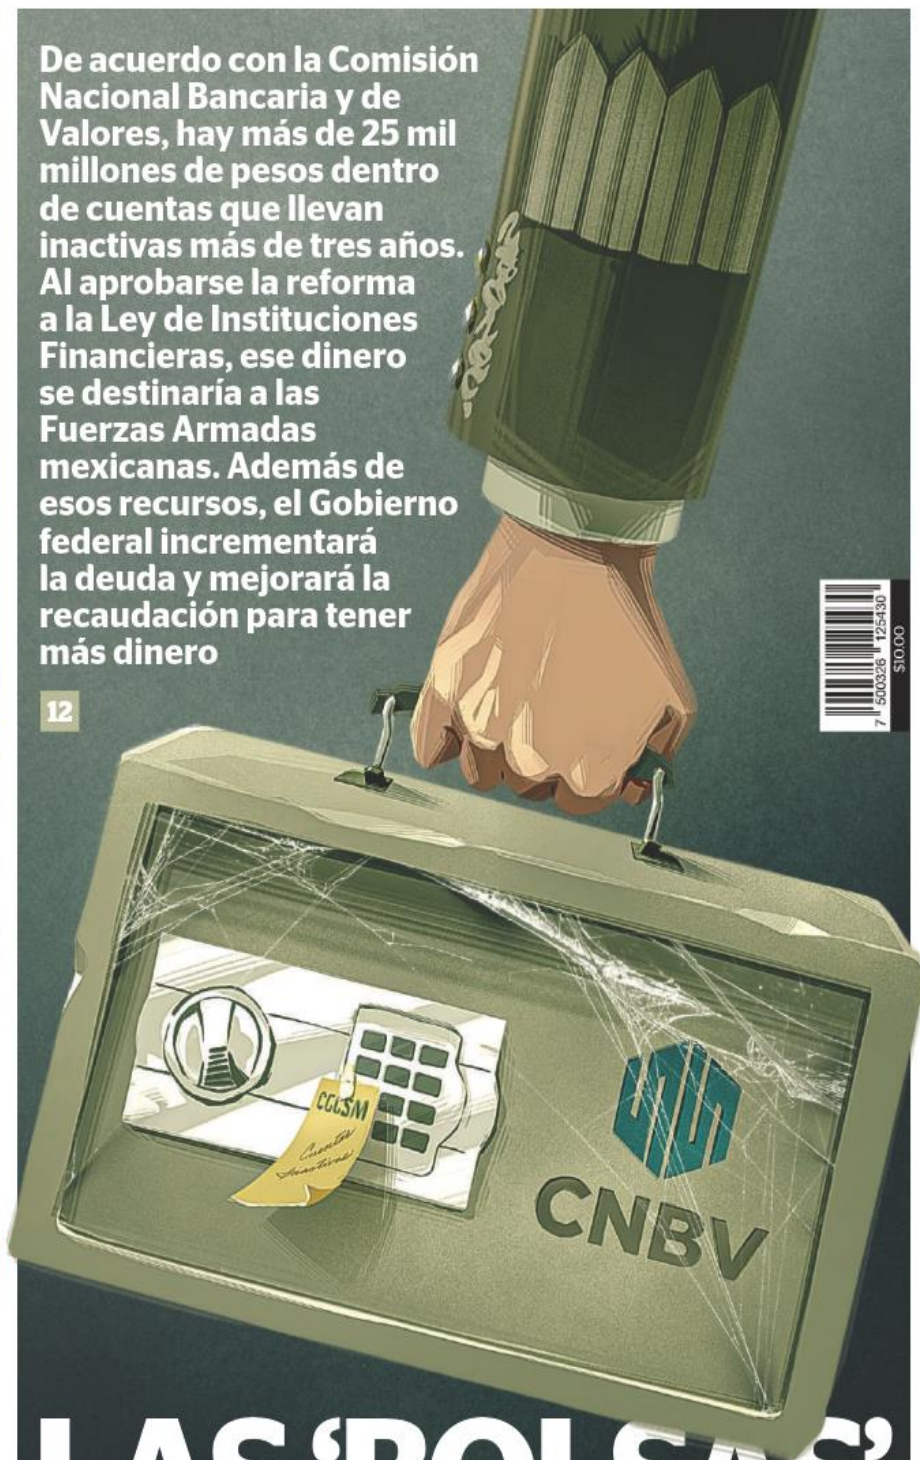 De acuerdo con la Comisión
Nacional Bancaria y de
Valores, hay más de 25 mil
millones de pesos dentro
de cuentas que llevan
inactivas más de tres años.
Al aprobarse la reforma
a la Ley de Instituciones
Financieras, ese dinero
se destinaría a las
Fuerzas Armadas
mexicanas. Además de
esos recursos, el Gobierno
federal incrementará
la deuda y mejorará la
recaudación para tener
más dinero
12
7 500326 125430
$10.00
Cuentas
Inactivas
CNBV
LAS ‘BOLSAS’